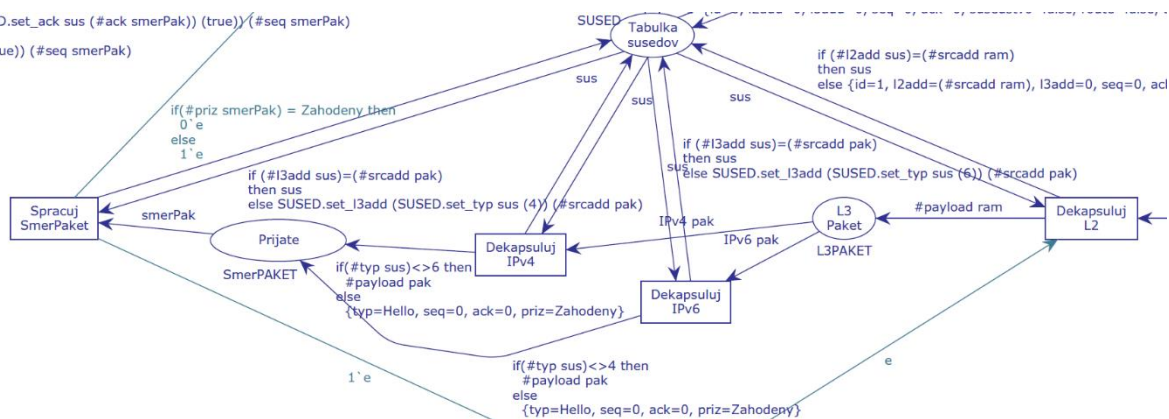 D.set_ack sus (#ack smerPak)) (true)) (#seq smerPak)
ue)) (#seq smerPak)
SUSED
Tabulka
susedov
if (#l2add sus)=(#srcadd ram)
then sus
else {id=1, l2add=(#srcadd ram), l3add=0, seq=0, ack
sus
sus
sus
sus
if(#priz smerPak) = Zahodeny then
0`e
else
1`e
if (#l3add sus)=(#srcadd pak)
then sus
else SUSED.set_l3add (SUSED.set_typ sus (6)) (#srcadd pak)
if (#l3add sus)=(#srcadd pak)
then sus
else SUSED.set_l3add (SUSED.set_typ sus (4)) (#srcadd pak)
Spracuj
SmerPaket
smerPak
Prijate
SmerPAKET
Dekapsuluj
IPv4
IPv4 pak
IPv6 pak
L3
Paket
L3PAKET
#payload ram
Dekapsuluj
L2
if(#typ sus)<>6 then
#payload pak
else
{typ=Hello, seq=0, ack=0, priz=Zahodeny}
Dekapsuluj
IPv6
if(#typ sus)<>4 then
#payload pak
else
{typ=Hello, seq=0, ack=0, priz=Zahodeny}
1`e
e